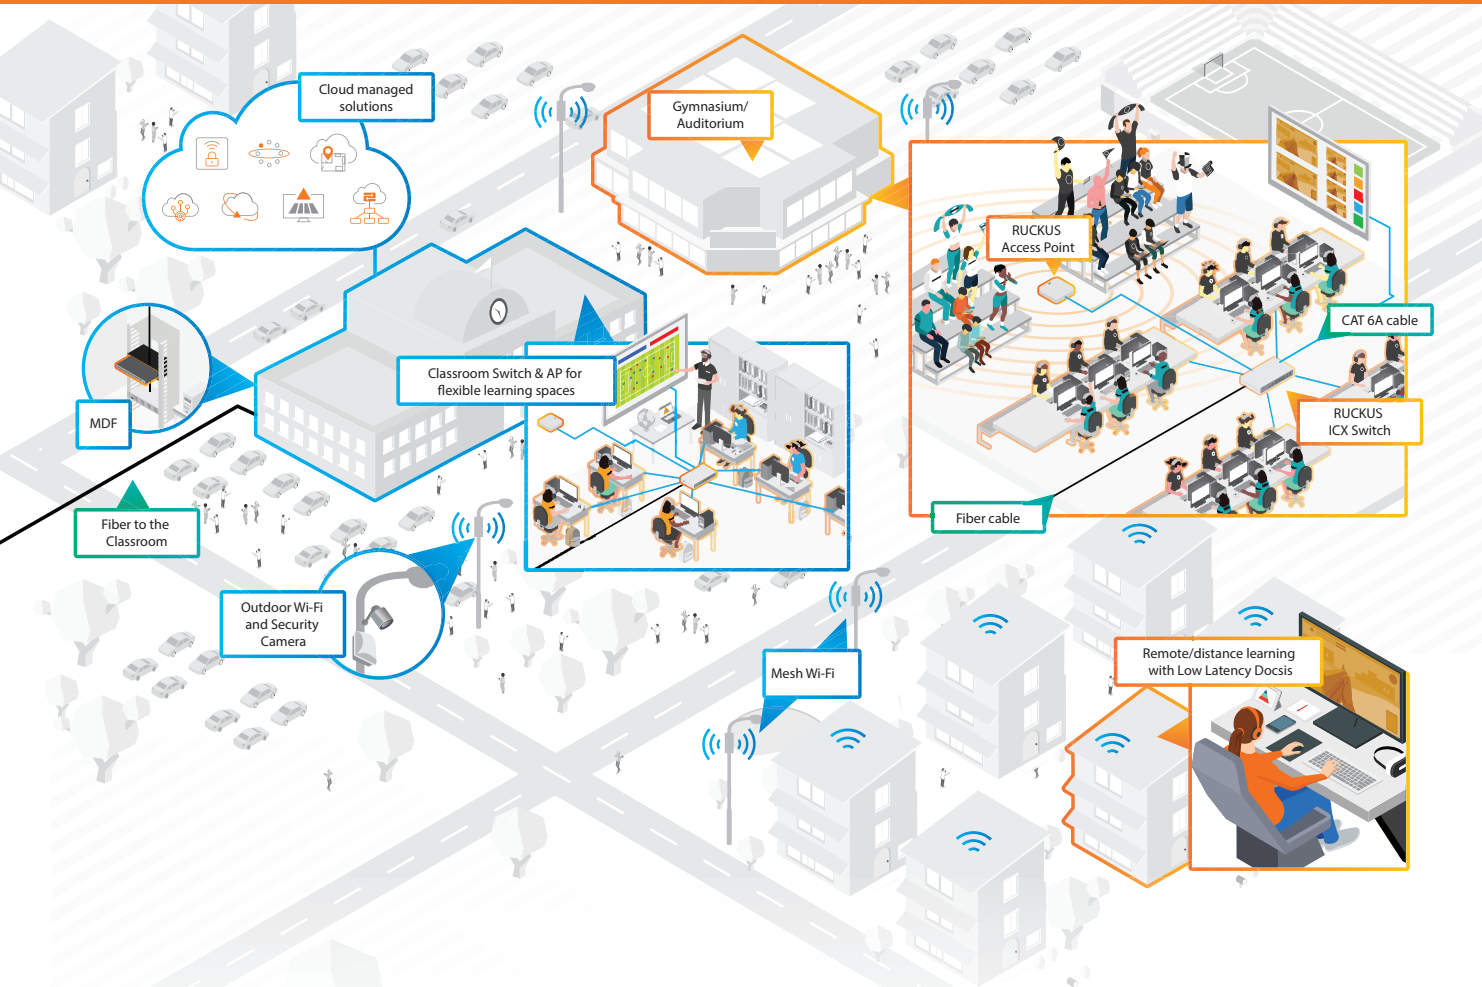 Cloud managed
solutions
Gymnasium/
Auditorium
RUCKUS
Access Point
CAT 6A cable
Classroom Switch & AP for
flexible learning spaces
MDF
RUCKUS
ICX Switch
Fiber to the
Classroom
Fiber cable
Outdoor Wi-Fi
and Security
Camera
Mesh Wi-Fi
Remote/distance learning
with Low Latency Docsis